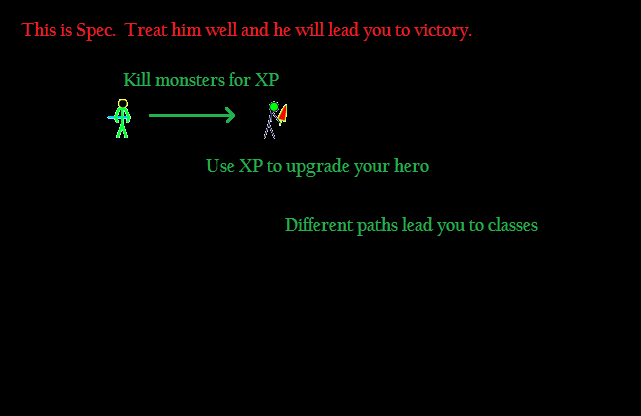 This is Spec.  Treat him well and he will lead you to victory.
Kill monsters for XP
Use XP to upgrade your hero
Different paths lead you to classes